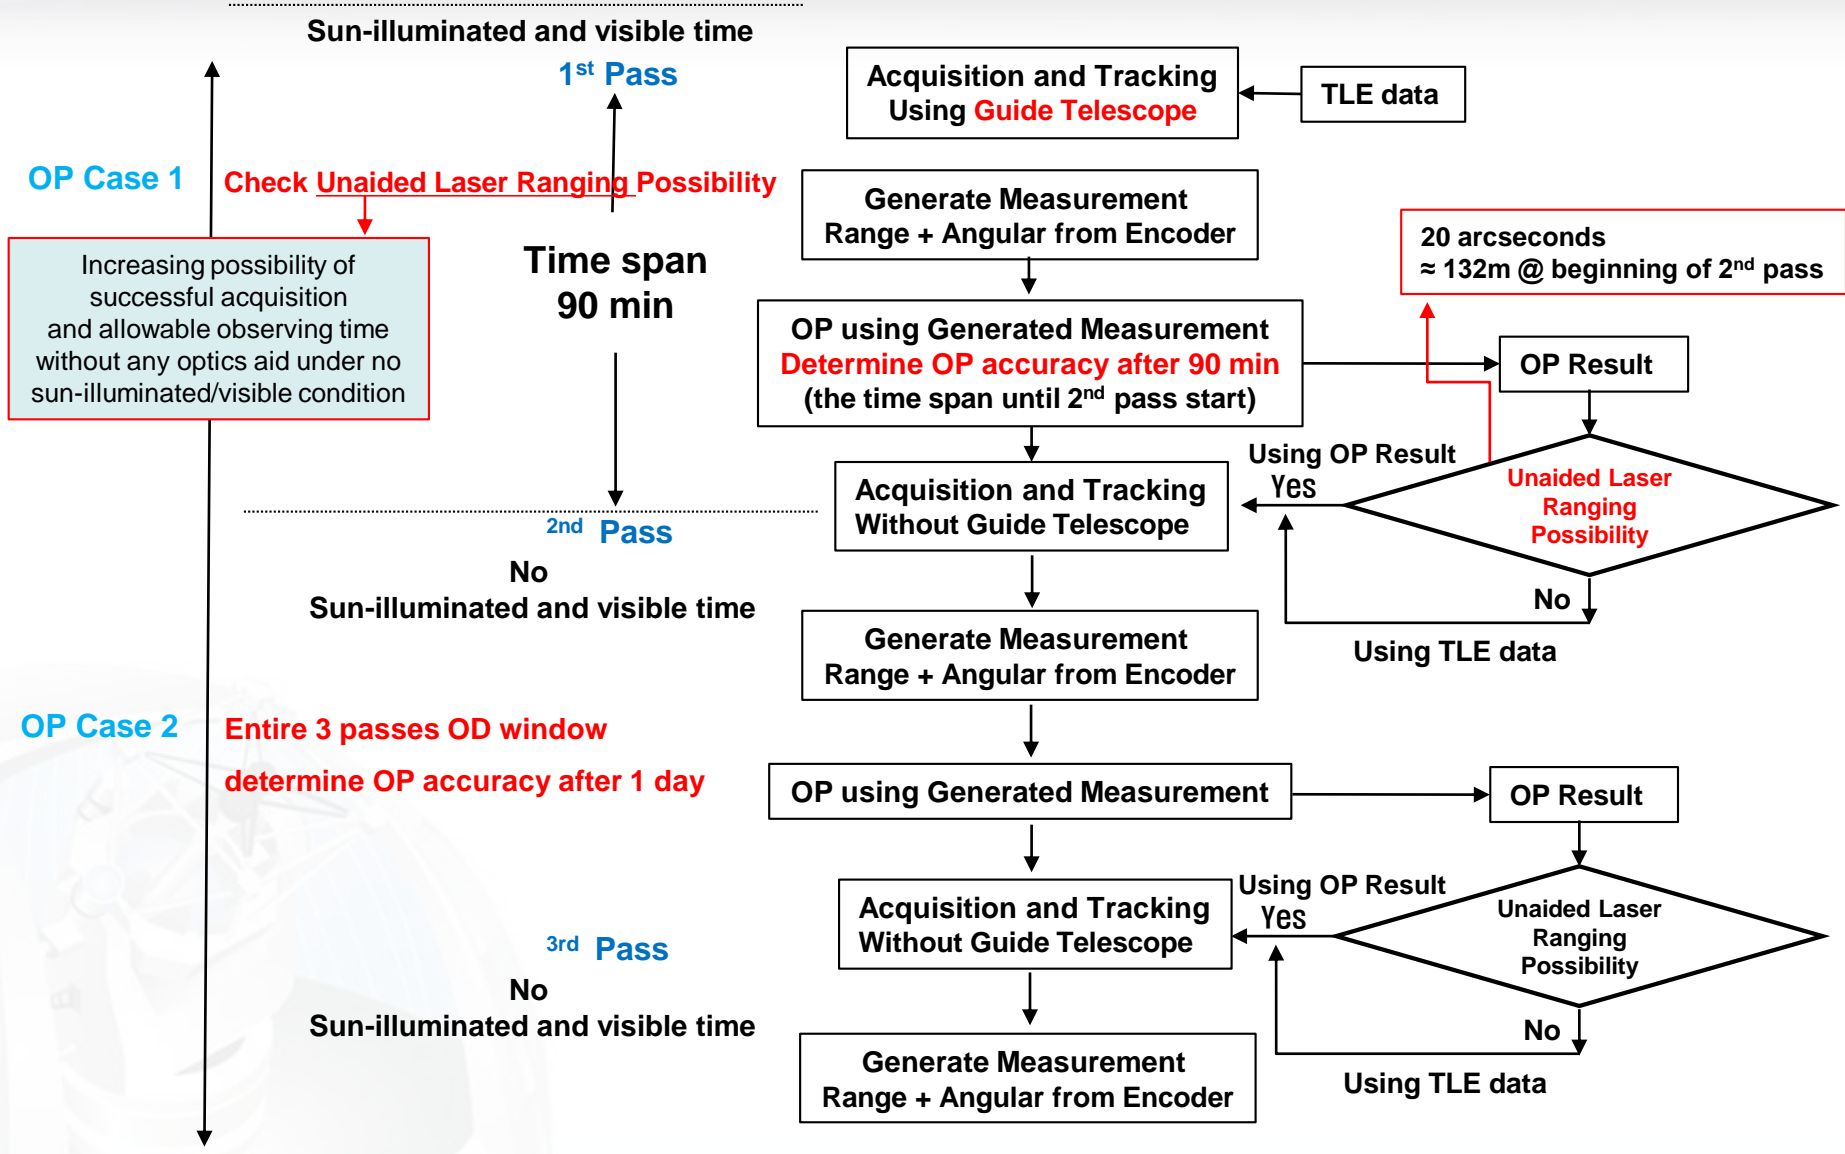 Sun-illuminated and visible time
1st Pass
OP Case 1
Check Unaided Laser Ranging Possibility
Increasing possibility of
successful acquisition
and allowable observing time
without any optics aid under no
sun-illuminated/visible condition
Time span
90 min
2nd Pass
No
Sun-illuminated and visible time
OP Case 2
Entire 3 passes OD window
determine OP accuracy after 1 day
3rd Pass
No
Sun-illuminated and visible time
Acquisition and Tracking
Using Guide Telescope
TLE data
Generate Measurement
Range + Angular from Encoder
20 arcseconds
≈ 132m @ beginning of 2nd pass
OP using Generated Measurement
Determine OP accuracy after 90 min
(the time span until 2nd pass start)
OP Result
Using OP Result
Yes
Unaided Laser
Ranging
Possibility
Acquisition and Tracking
Without Guide Telescope
No
Using TLE data
Generate Measurement
Range + Angular from Encoder
OP using Generated Measurement
OP Result
Using OP Result
Yes
Unaided Laser
Ranging
Possibility
Acquisition and Tracking
Without Guide Telescope
No
Using TLE data
Generate Measurement
Range + Angular from Encoder